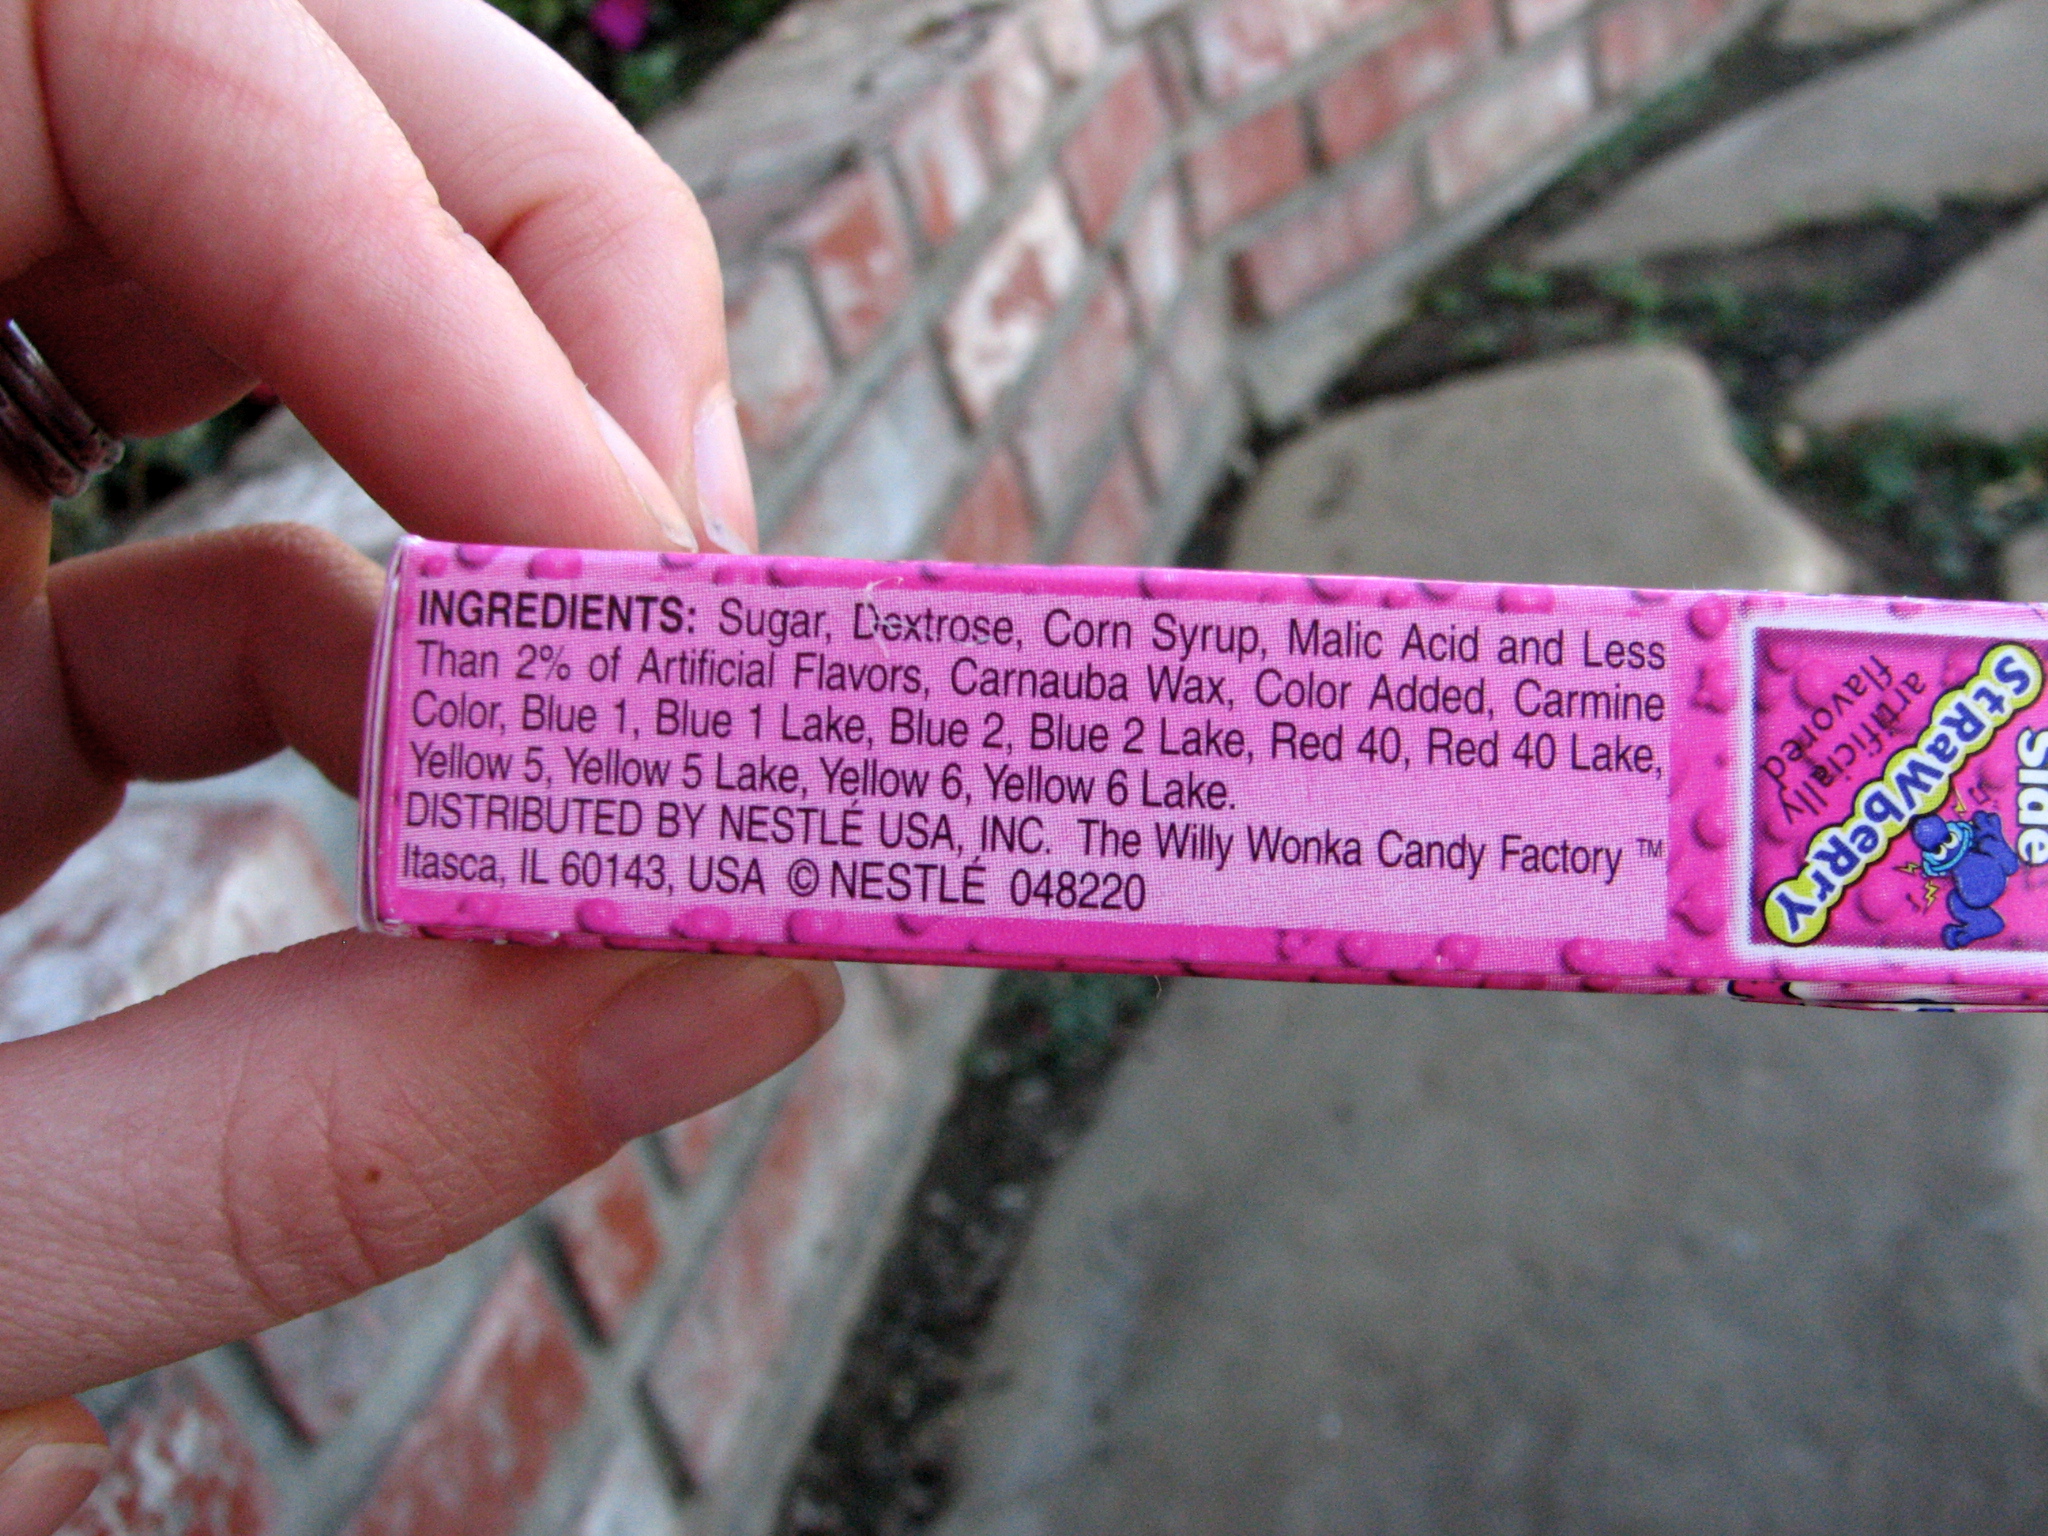 INGREDIENTS: Sugar, Dextrose, Corn Syrup, Malic Acid and Less
Than 2% of Artificial Flavors, Carnauba Wax, Color Added, Carmine
Color, Blue 1, Blue 1 Lake, Blue 2, Blue 2 Lake, Red 40, Red 40 Lake,
Yellow 5, Yellow 5 Lake, Yellow 6, Yellow 6 Lake.
DISTRIBUTED BY NESTLÉ USA, INC. The Willy Wonka Candy Factory ™
Itasca, IL 60143, USA © NESTLÉ 048220
artificially
flavored
StRaWbeRry
Side